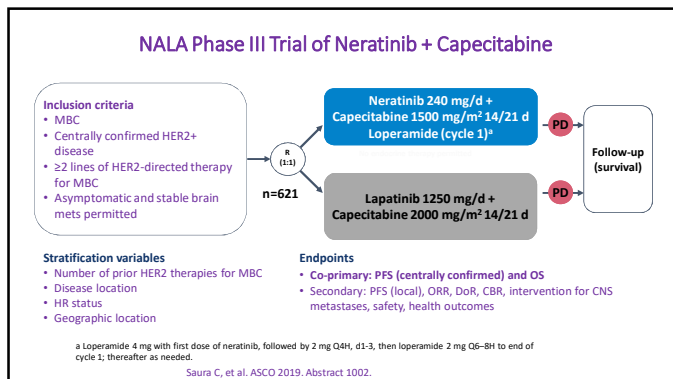 NALA Phase III Trial of Neratinib + Capecitabine
Inclusion criteria
• MBC
• Centrally confirmed HER2+
disease
• ≥2 lines of HER2-directed therapy
for MBC
• Asymptomatic and stable brain
mets permitted
R
(1:1)
n=621
Neratinib 240 mg/d +
Capecitabine 1500 mg/m² 14/21 d
Loperamide (cycle 1)ᵃ
PD
Lapatinib 1250 mg/d +
Capecitabine 2000 mg/m² 14/21 d
PD
Follow-up
(survival)
Stratification variables
• Number of prior HER2 therapies for MBC
• Disease location
• HR status
• Geographic location
Endpoints
• Co-primary: PFS (centrally confirmed) and OS
• Secondary: PFS (local), ORR, DoR, CBR, intervention for CNS
metastases, safety, health outcomes
a Loperamide 4 mg with first dose of neratinib, followed by 2 mg Q4H, d1-3, then loperamide 2 mg Q6–8H to end of
cycle 1; thereafter as needed.
Saura C, et al. ASCO 2019. Abstract 1002.